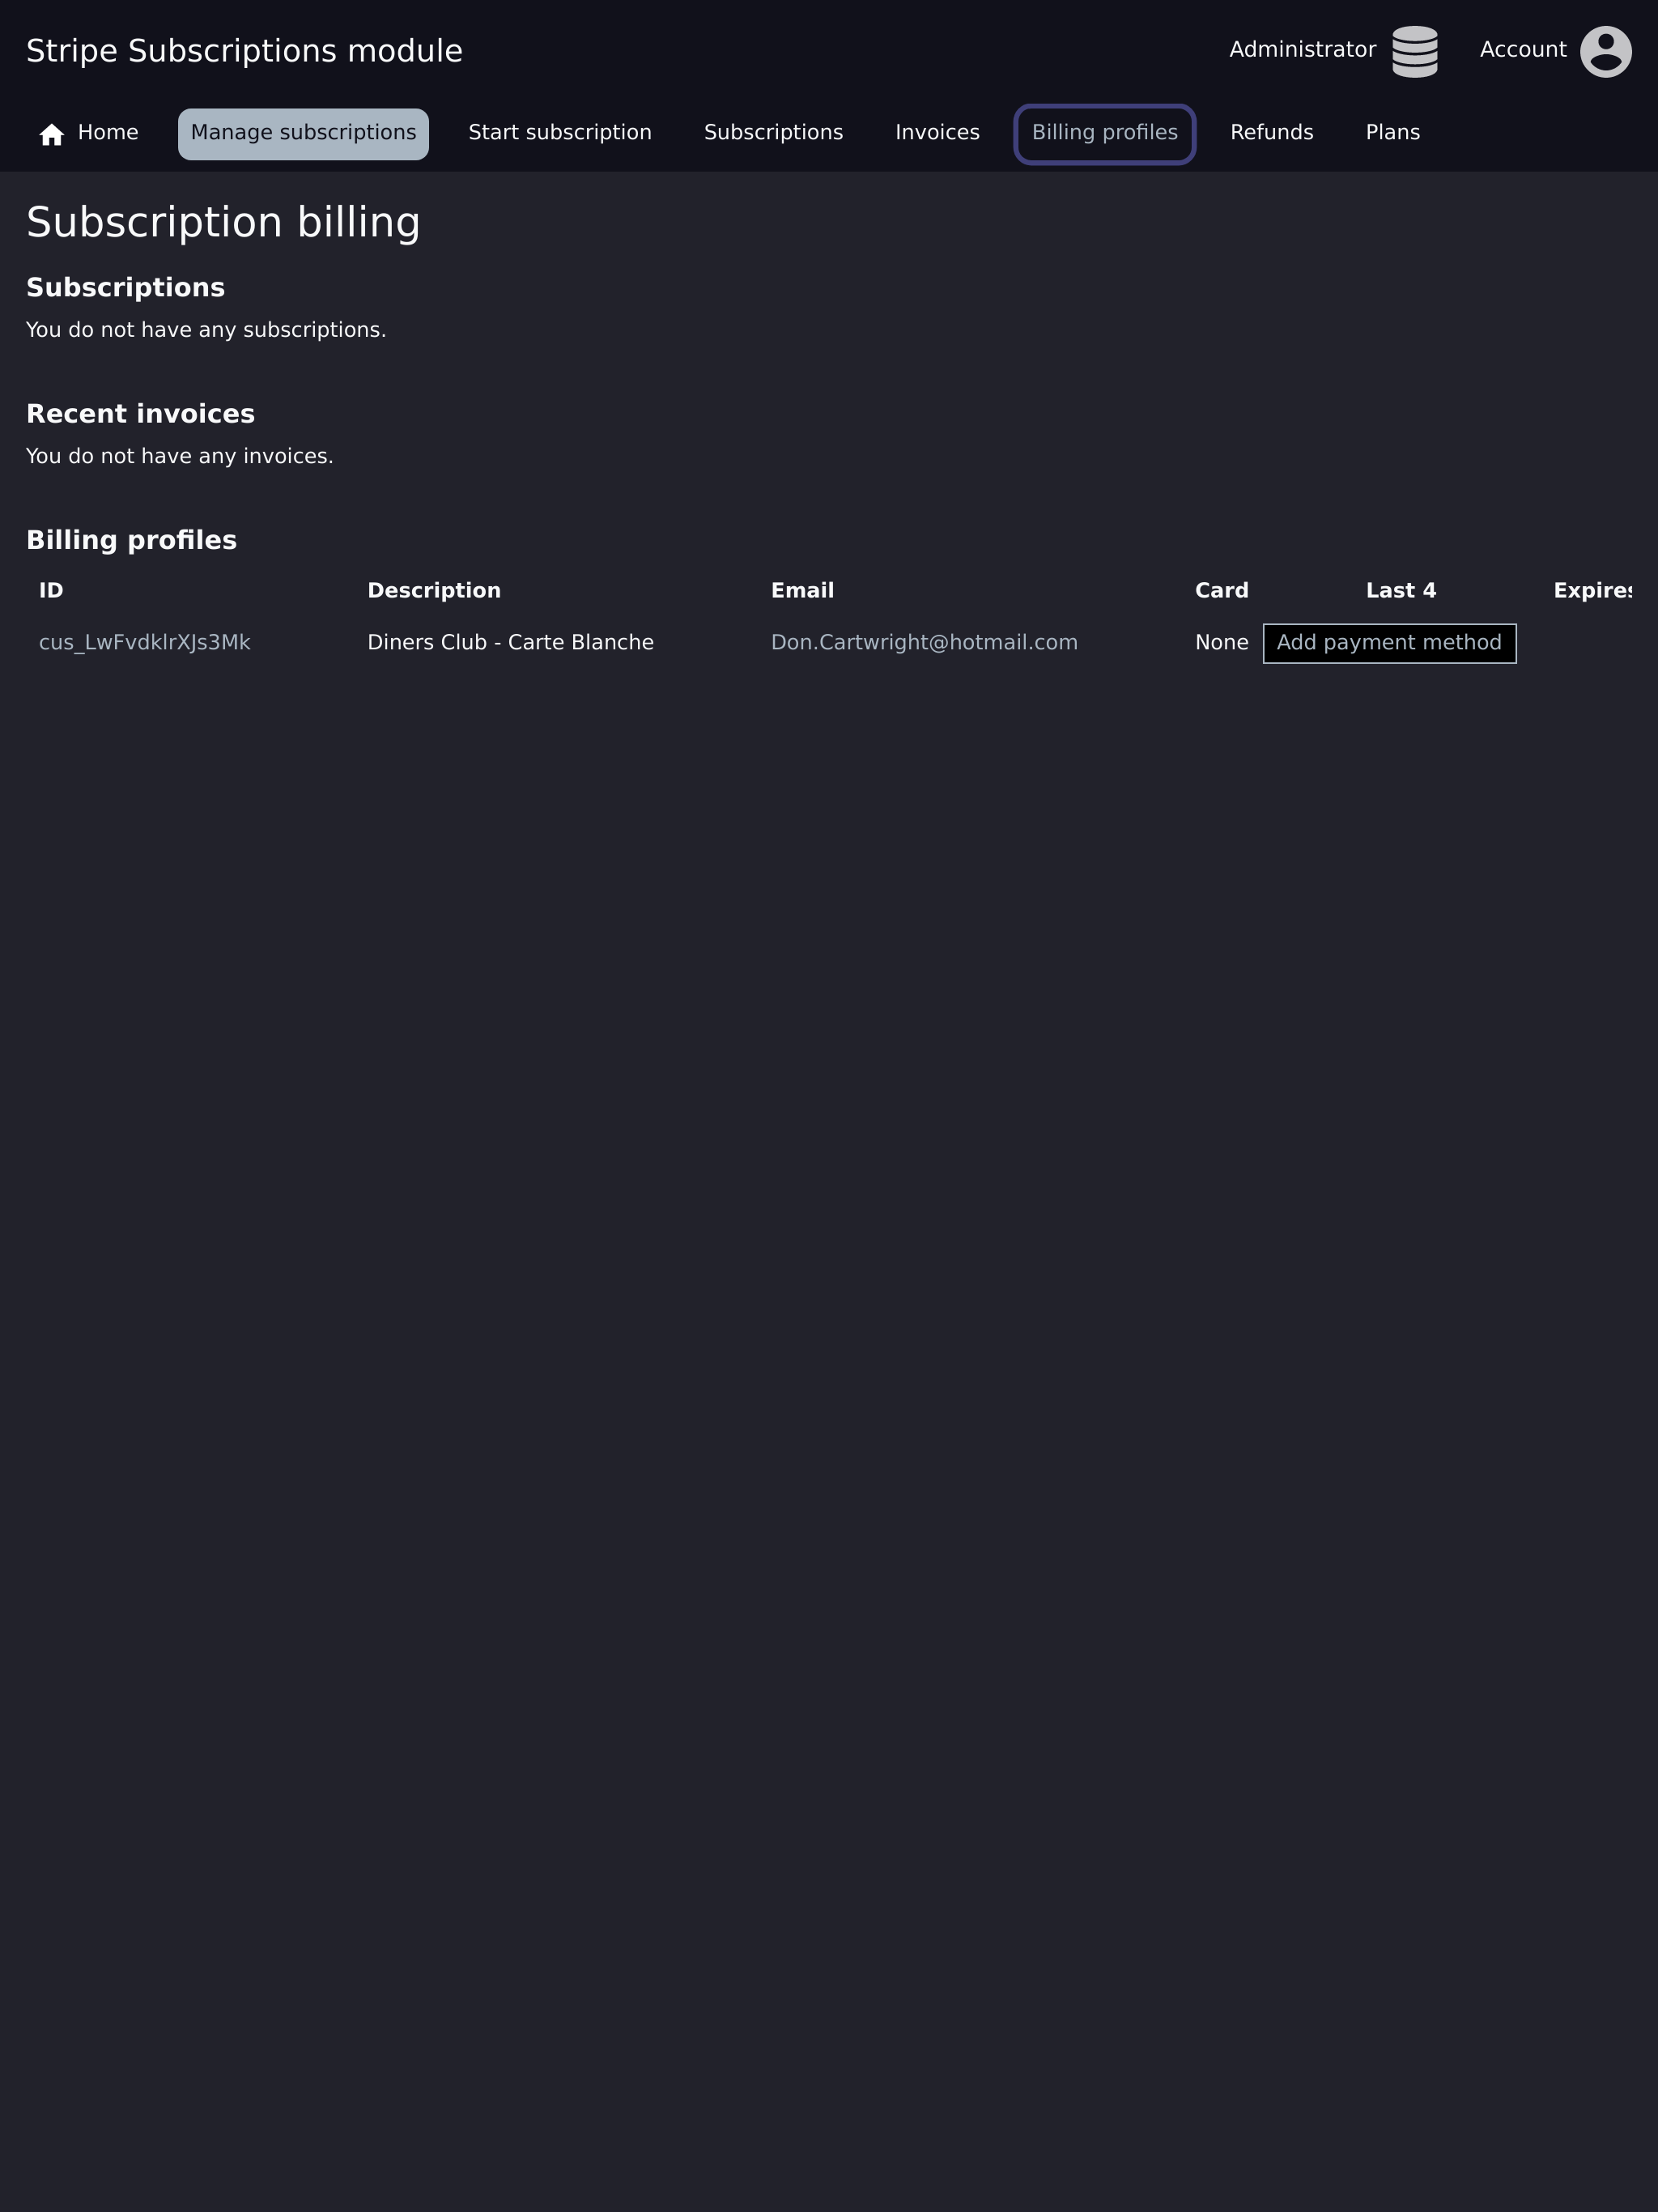 Stripe Subscriptions module
Administrator Account
Home Manage subscriptions Start subscription Subscriptions Invoices Billing profiles Refunds Plans
Subscription billing
Subscriptions
You do not have any subscriptions.
Recent invoices
You do not have any invoices.
Billing profiles
ID Description Email Card Last 4 Expires
cus_LwFvdklrXJs3Mk Diners Club - Carte Blanche Don.Cartwright@hotmail.com None Add payment method